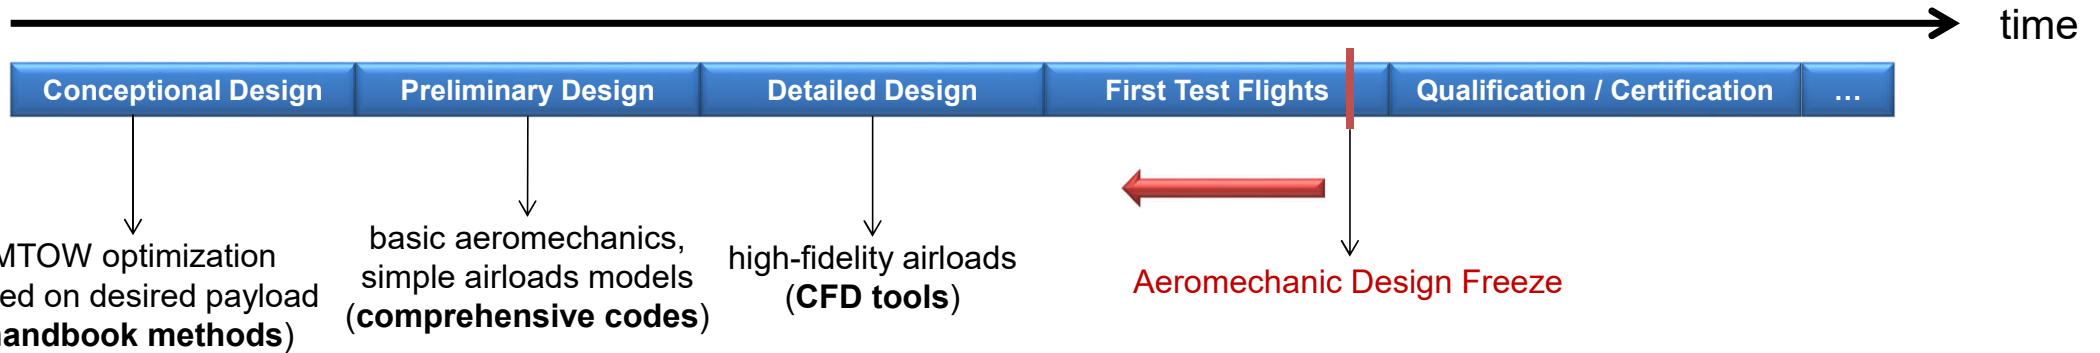 time
Conceptional Design
Preliminary Design
Detailed Design
First Test Flights
Qualification / Certification
...
MTOW optimization
ed on desired payload
andbook methods)
basic aeromechanics,
simple airloads models
(comprehensive codes)
high-fidelity airloads
(CFD tools)
Aeromechanic Design Freeze